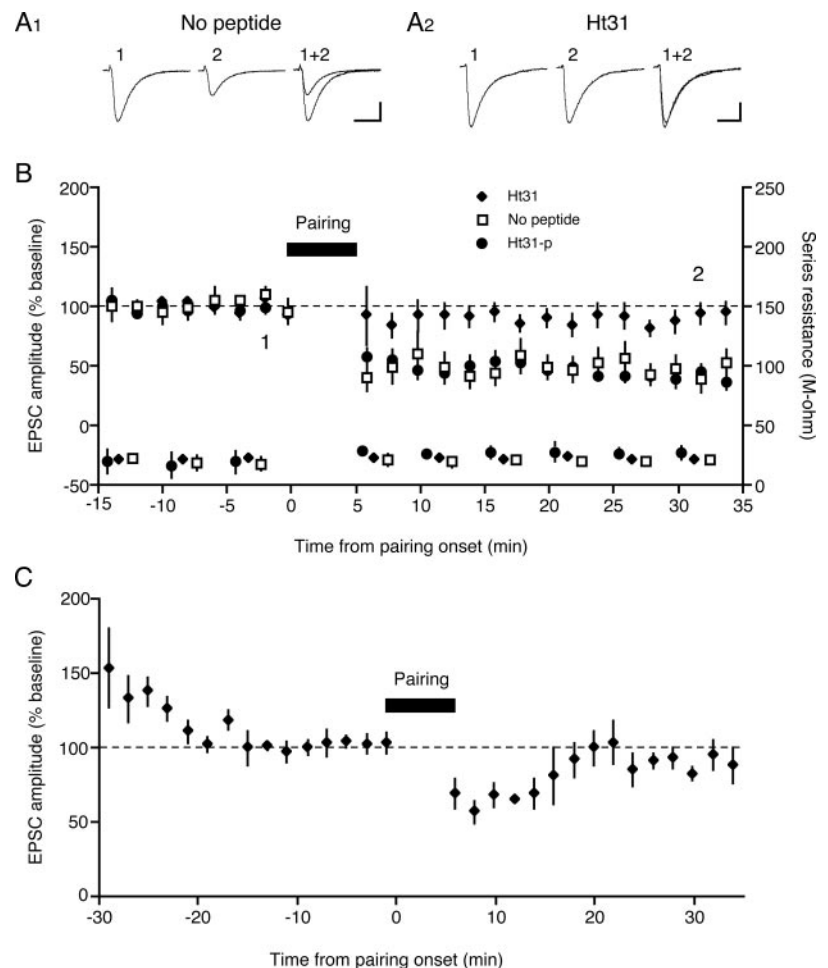 A1 No peptide A2 Ht31
1 2 1+2 1 2 1+2
B
200 250
Pairing
Ht31
No peptide
Ht31-p
150 200
2
100 150
1
50 100
0 50
-50 0
EPSC amplitude (% baseline)
Series resistance (M-ohm)
-15 -10 -5 0 5 10 15 20 25 30 35
Time from pairing onset (min)
C
200
150
Pairing
100
50
0
EPSC amplitude (% baseline)
-30 -20 -10 0 10 20 30
Time from pairing onset (min)